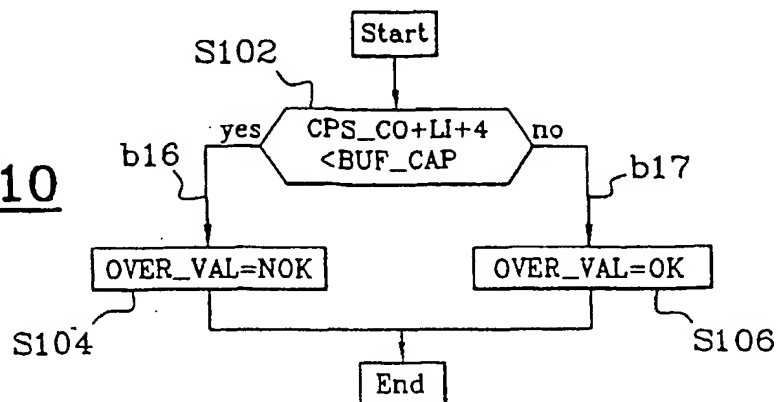 Start
S102
yes
CPS_CO+LI+4
<BUF_CAP
no
b16
b17
10
OVER_VAL=NOK
OVER_VAL=OK
S104
S106
End